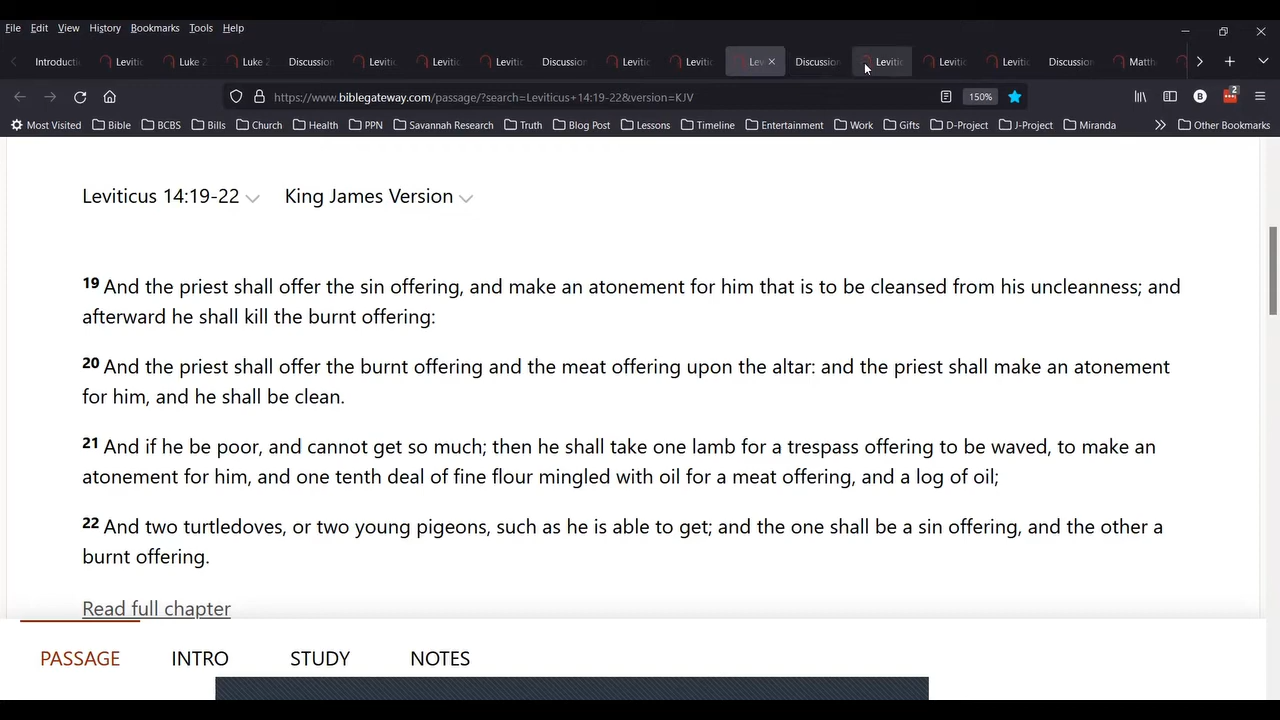 File Edit View History Bookmarks Tools Help
Introducti Leviti Luke 2 Luke 2 Discussion Leviti Leviti Leviti Discussion Leviti Leviti Lev Discussion Leviti Leviti Leviti Discussion Matth
https://www.biblegateway.com/passage/?search=Leviticus+14:19-22&version=KJV 150% B 2
Most Visited Bible BCBS Bills Church Health PPN Savannah Research Truth Blog Post Lessons Timeline Entertainment Work Gifts D-Project J-Project Miranda Other Bookmarks
Leviticus 14:19-22 King James Version
19 And the priest shall offer the sin offering, and make an atonement for him that is to be cleansed from his uncleanness; and
afterward he shall kill the burnt offering:
20 And the priest shall offer the burnt offering and the meat offering upon the altar: and the priest shall make an atonement
for him, and he shall be clean.
21 And if he be poor, and cannot get so much; then he shall take one lamb for a trespass offering to be waved, to make an
atonement for him, and one tenth deal of fine flour mingled with oil for a meat offering, and a log of oil;
22 And two turtledoves, or two young pigeons, such as he is able to get; and the one shall be a sin offering, and the other a
burnt offering.
Read full chapter
PASSAGE INTRO STUDY NOTES